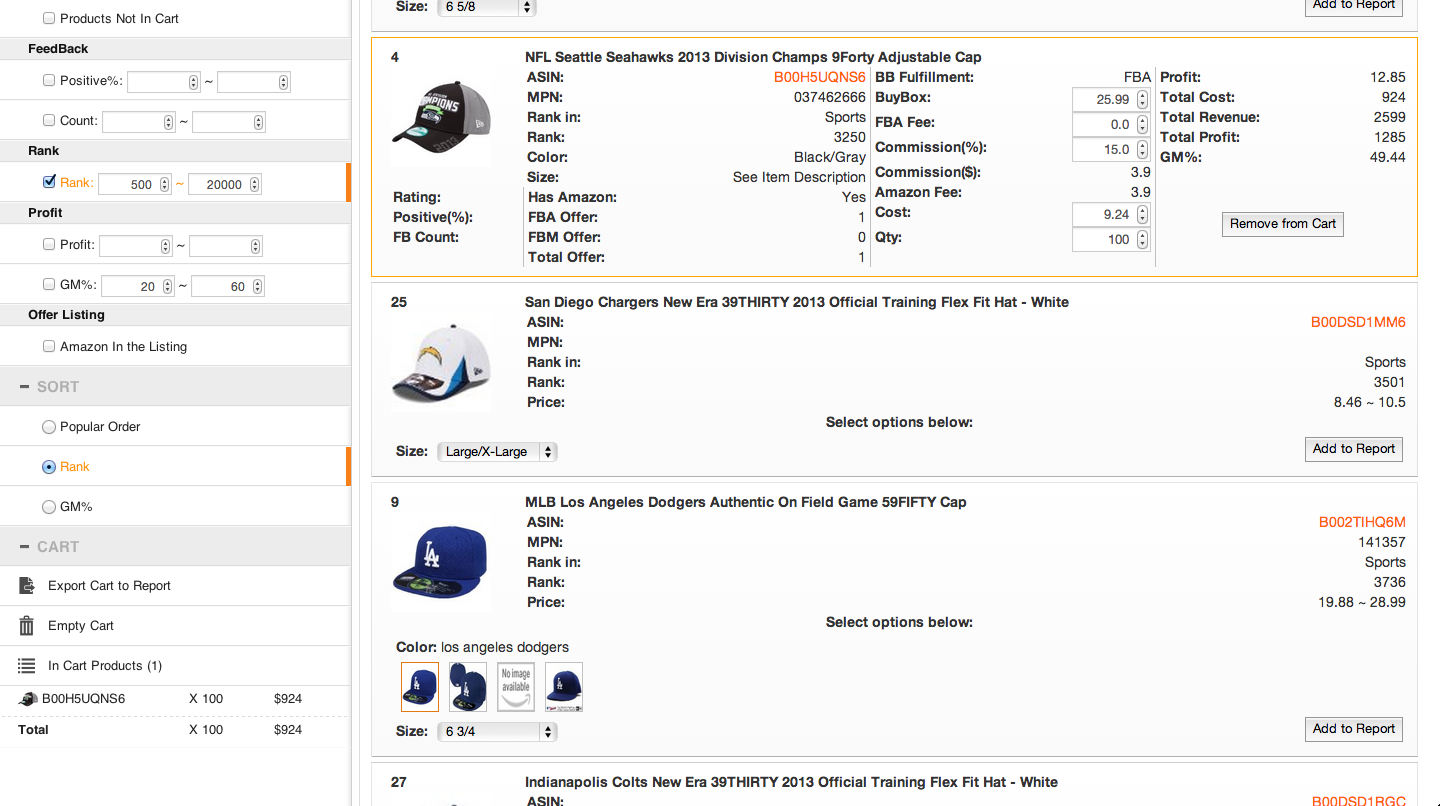 Products Not In Cart
FeedBack
Positive%: ~
Count: ~
Rank
Rank: 500 ~ 20000
Profit
Profit: ~
GM%: 20 ~ 60
Offer Listing
Amazon In the Listing
SORT
Popular Order
Rank
GM%
CART
Export Cart to Report
Empty Cart
In Cart Products (1)
B00H5UQNS6 X 100 $924
Total X 100 $924
Size: 6 5/8 Add to Report
4 NFL Seattle Seahawks 2013 Division Champs 9Forty Adjustable Cap
ASIN: B00H5UQNS6
MPN: 037462666
Rank in: Sports
Rank: 3250
Color: Black/Gray
Size: See Item Description
Rating:
Positive(%):
FB Count:
Has Amazon: Yes
FBA Offer: 1
FBM Offer: 0
Total Offer: 1
BB Fulfillment: FBA
BuyBox: 25.99
FBA Fee: 0.0
Commission(%): 15.0
Commission($): 3.9
Amazon Fee: 3.9
Cost: 9.24
Qty: 100
Profit: 12.85
Total Cost: 924
Total Revenue: 2599
Total Profit: 1285
GM%: 49.44
Remove from Cart
25 San Diego Chargers New Era 39THIRTY 2013 Official Training Flex Fit Hat - White
ASIN: B00DSD1MM6
MPN:
Rank in: Sports
Rank: 3501
Price: 8.46 ~ 10.5
Select options below:
Size: Large/X-Large Add to Report
9 MLB Los Angeles Dodgers Authentic On Field Game 59FIFTY Cap
ASIN: B002TIHQ6M
MPN: 141357
Rank in: Sports
Rank: 3736
Price: 19.88 ~ 28.99
Select options below:
Color: los angeles dodgers
No image
available
Size: 6 3/4 Add to Report
27 Indianapolis Colts New Era 39THIRTY 2013 Official Training Flex Fit Hat - White
ASIN: B00DSD1RGC